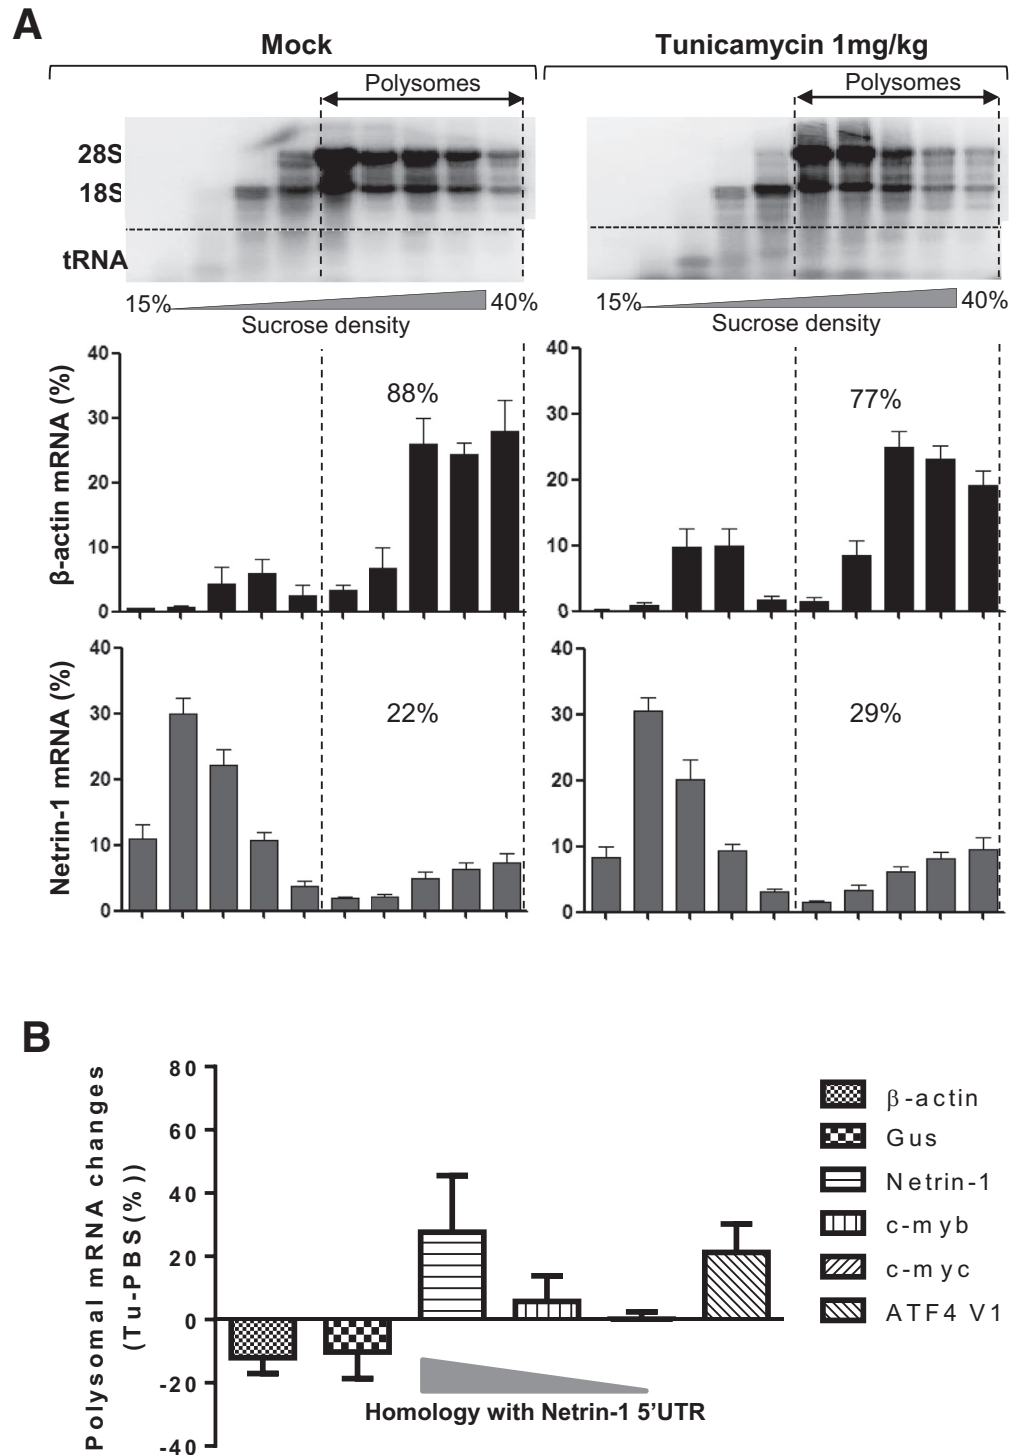 A
Mock
Tunicamycin 1mg/kg
Polysomes
Polysomes
28S
18S
tRNA
15%
40%
Sucrose density
15%
40%
Sucrose density
β-actin mRNA (%)
40
30
20
10
0
88%
40
30
20
10
0
77%
Netrin-1 mRNA (%)
40
30
20
10
0
22%
40
30
20
10
0
29%
B
Polysomal mRNA changes
(Tu-PBS(%))
80
60
40
20
0
-20
-40
Homology with Netrin-1 5'UTR
β-actin
Gus
Netrin-1
c-myb
c-myc
ATF4 V1